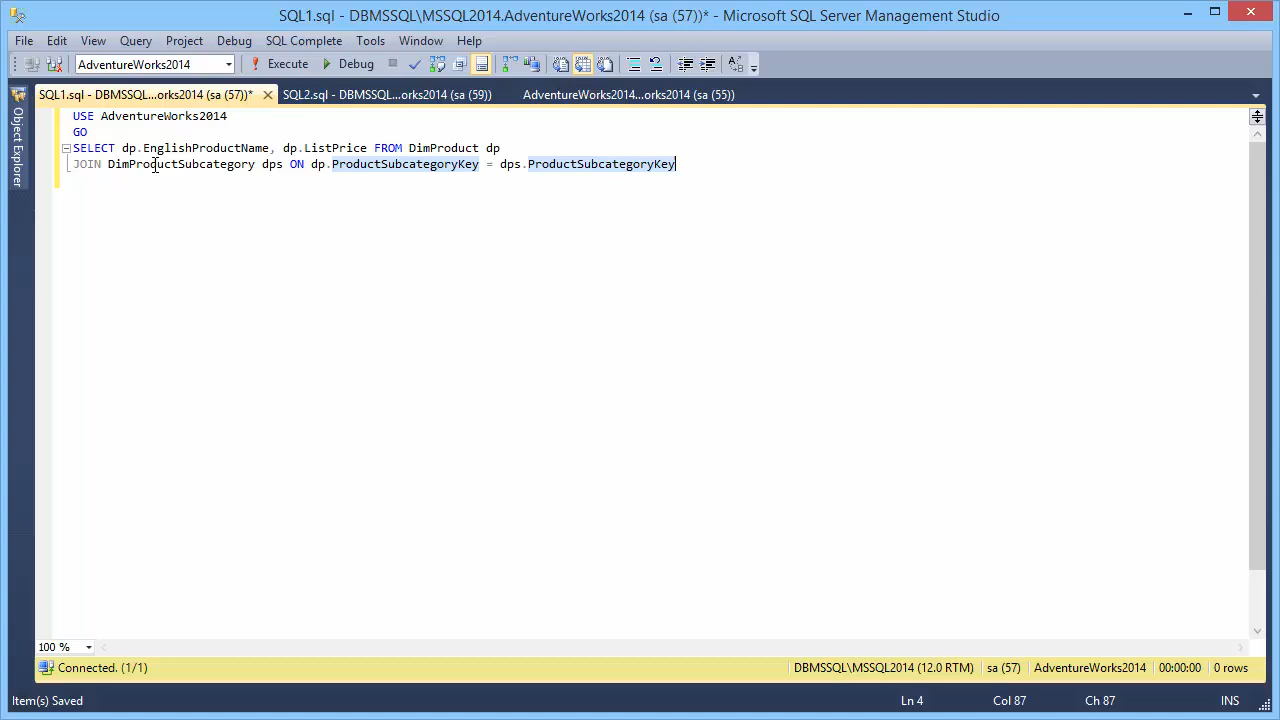 SQL1.sql - DBMSSQL\MSSQL2014.AdventureWorks2014 (sa (57))* - Microsoft SQL Server Management Studio
File Edit View Query Project Debug SQL Complete Tools Window Help
AdventureWorks2014 Execute Debug
SQL1.sql - DBMSSQL...orks2014 (sa (57))* SQL2.sql - DBMSSQL...orks2014 (sa (59)) AdventureWorks2014...orks2014 (sa (55))
Object Explorer
USE AdventureWorks2014
GO
SELECT dp.EnglishProductName, dp.ListPrice FROM DimProduct dp
JOIN DimProductSubcategory dps ON dp.ProductSubcategoryKey = dps.ProductSubcategoryKey
100 %
Connected. (1/1) DBMSSQL\MSSQL2014 (12.0 RTM) sa (57) AdventureWorks2014 00:00:00 0 rows
Item(s) Saved Ln 4 Col 87 Ch 87 INS